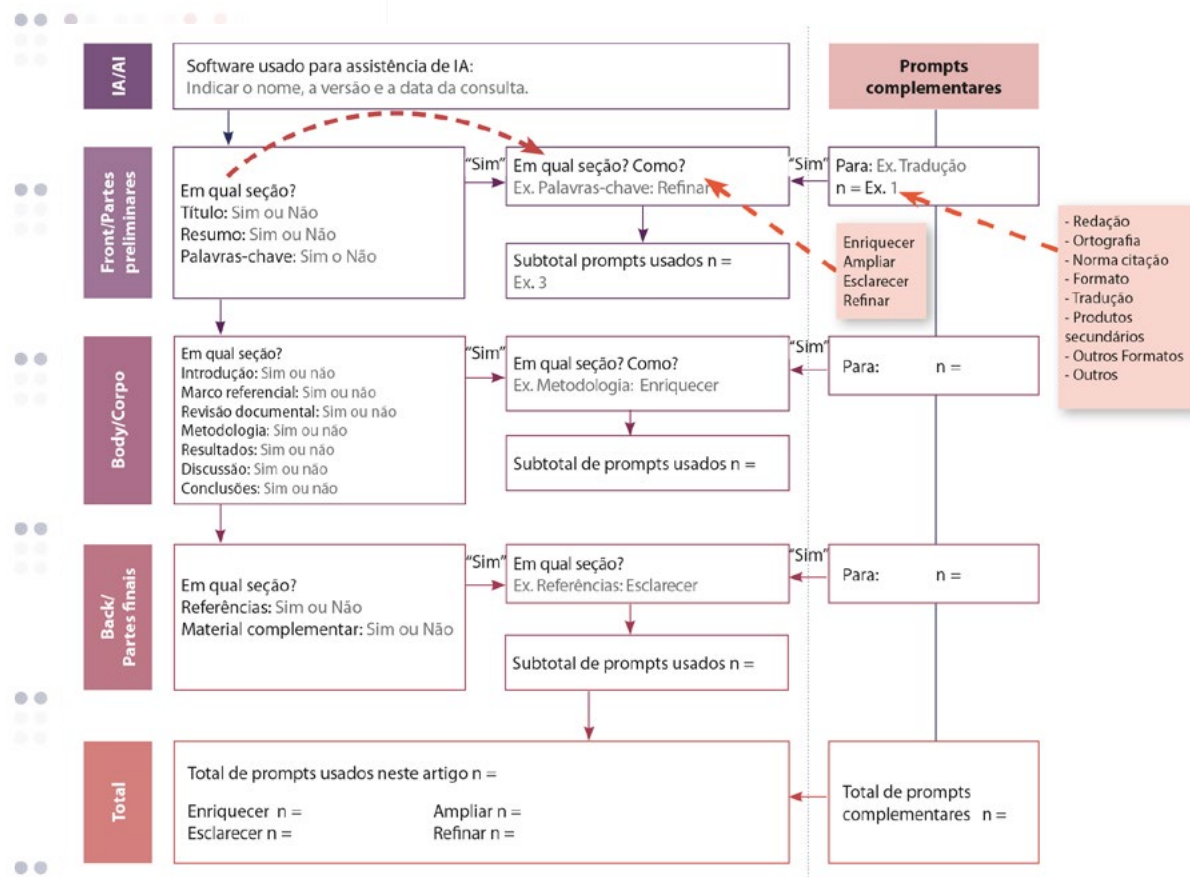 IA/AI
Software usado para assistência de IA:
Indicar o nome, a versão e a data da consulta.
Prompts
complementares
Front/Partes
preliminares
Em qual seção?
Título: Sim ou Não
Resumo: Sim ou Não
Palavras-chave: Sim o Não
“Sim”
Em qual seção? Como?
Ex. Palavras-chave: Refinar
Subtotal prompts usados n =
Ex. 3
“Sim”
Para: Ex. Tradução
n = Ex. 1
Enriquecer
Ampliar
Esclarecer
Refinar
- Redação
- Ortografia
- Norma citação
- Formato
- Tradução
- Produtos
secundários
- Outros Formatos
- Outros
Body/Corpo
Em qual seção?
Introdução: Sim ou não
Marco referencial: Sim ou não
Revisão documental: Sim ou não
Metodologia: Sim ou não
Resultados: Sim ou não
Discussão: Sim ou não
Conclusões: Sim ou não
“Sim”
Em qual seção? Como?
Ex. Metodologia: Enriquecer
Subtotal de prompts usados n =
“Sim”
Para: n =
Back/
Partes finais
Em qual seção?
Referências: Sim ou Não
Material complementar: Sim ou Não
“Sim”
Em qual seção?
Ex. Referências: Esclarecer
Subtotal de prompts usados n =
“Sim”
Para: n =
Total
Total de prompts usados neste artigo n =
Enriquecer n = Ampliar n =
Esclarecer n = Refinar n =
Total de prompts
complementares n =